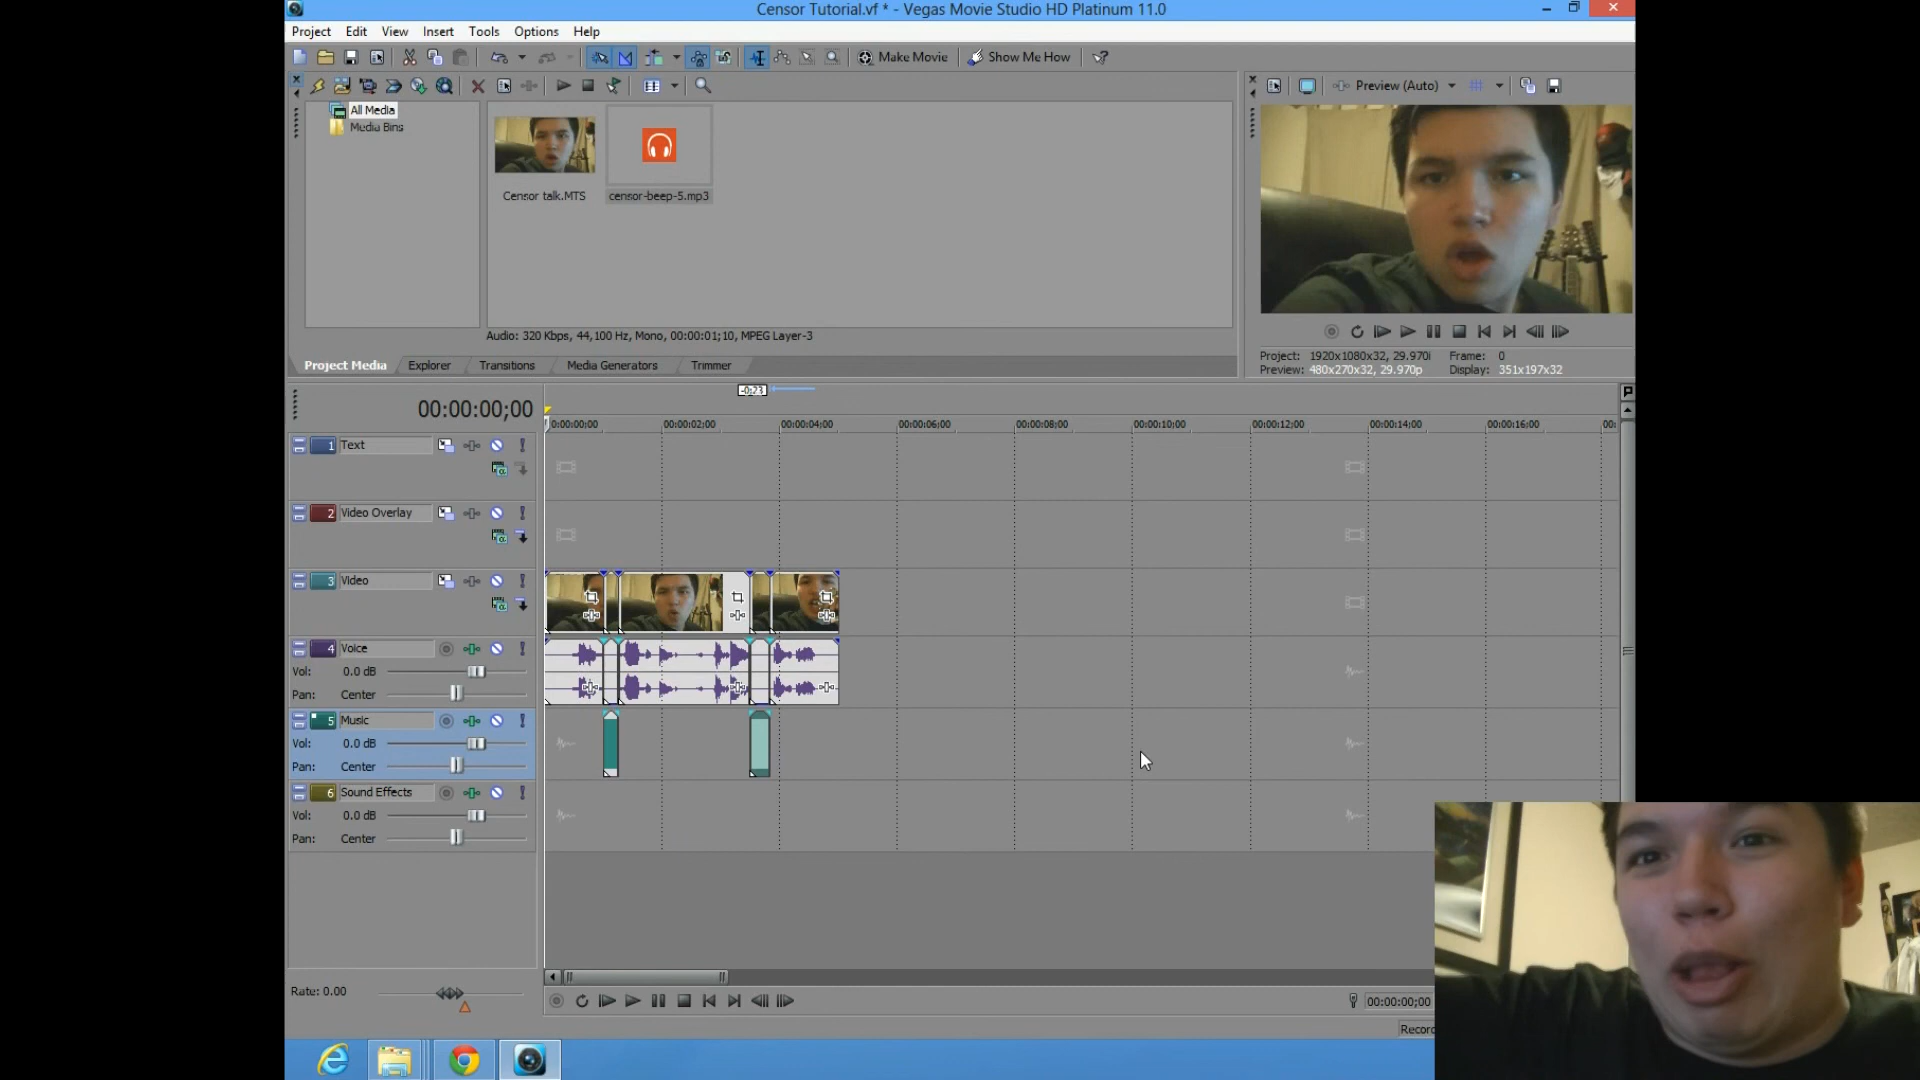 Censor Tutorial.vf * - Vegas Movie Studio HD Platinum 11.0
Project Edit View Insert Tools Options Help
Make Movie Show Me How
All Media
Media Bins
Censor talk.MTS censor-beep-5.mp3
Audio: 320 Kbps, 44,100 Hz, Mono, 00:00:01;10, MPEG Layer-3
Project Media Explorer Transitions Media Generators Trimmer
Preview (Auto)
Project: 1920x1080x32, 29.970i Frame: 0
Preview: 480x270x32, 29.970p Display: 351x197x32
-0;23
00:00:00;00
00:00:00;00 00:00:02;00 00:00:04;00 00:00:06;00 00:00:08;00 00:00:10;00 00:00:12;00 00:00:14;00 00:00:16;00 00:
1 Text
2 Video Overlay
3 Video
4 Voice
Vol: 0.0 dB
Pan: Center
5 Music
Vol: 0.0 dB
Pan: Center
6 Sound Effects
Vol: 0.0 dB
Pan: Center
Rate: 0.00
00:00:00;00
Recor